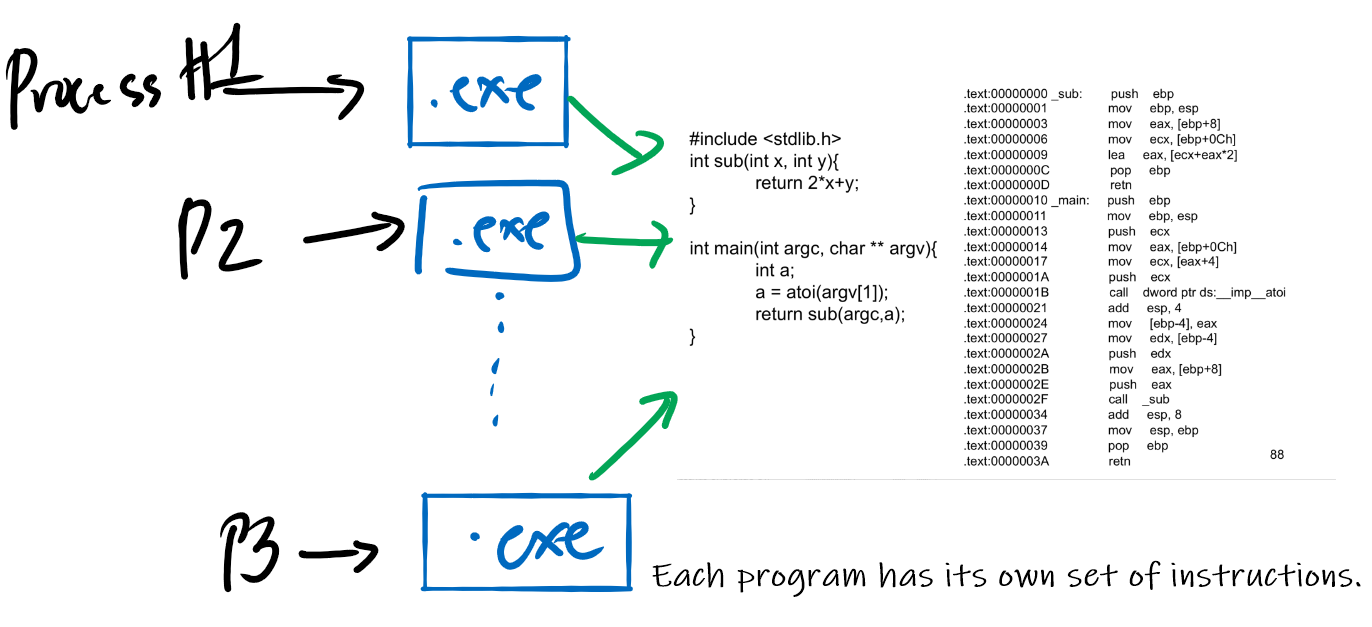 Process #1
.exe
P2
.exe
P3
.exe
#include <stdlib.h>
int sub(int x, int y){
return 2*x+y;
}
int main(int argc, char ** argv){
int a;
a = atoi(argv[1]);
return sub(argc,a);
}
.text:00000000 _sub: push ebp
.text:00000001 mov ebp, esp
.text:00000003 mov eax, [ebp+8]
.text:00000006 mov ecx, [ebp+0Ch]
.text:00000009 lea eax, [ecx+eax*2]
.text:0000000C pop ebp
.text:0000000D retn
.text:00000010 _main: push ebp
.text:00000011 mov ebp, esp
.text:00000013 push ecx
.text:00000014 mov eax, [ebp+0Ch]
.text:00000017 mov ecx, [eax+4]
.text:0000001A push ecx
.text:0000001B call dword ptr ds:__imp__atoi
.text:00000021 add esp, 4
.text:00000024 mov [ebp-4], eax
.text:00000027 mov edx, [ebp-4]
.text:0000002A push edx
.text:0000002B mov eax, [ebp+8]
.text:0000002E push eax
.text:0000002F call _sub
.text:00000034 add esp, 8
.text:00000037 mov esp, ebp
.text:00000039 pop ebp
.text:0000003A retn
88
Each program has its own set of instructions.